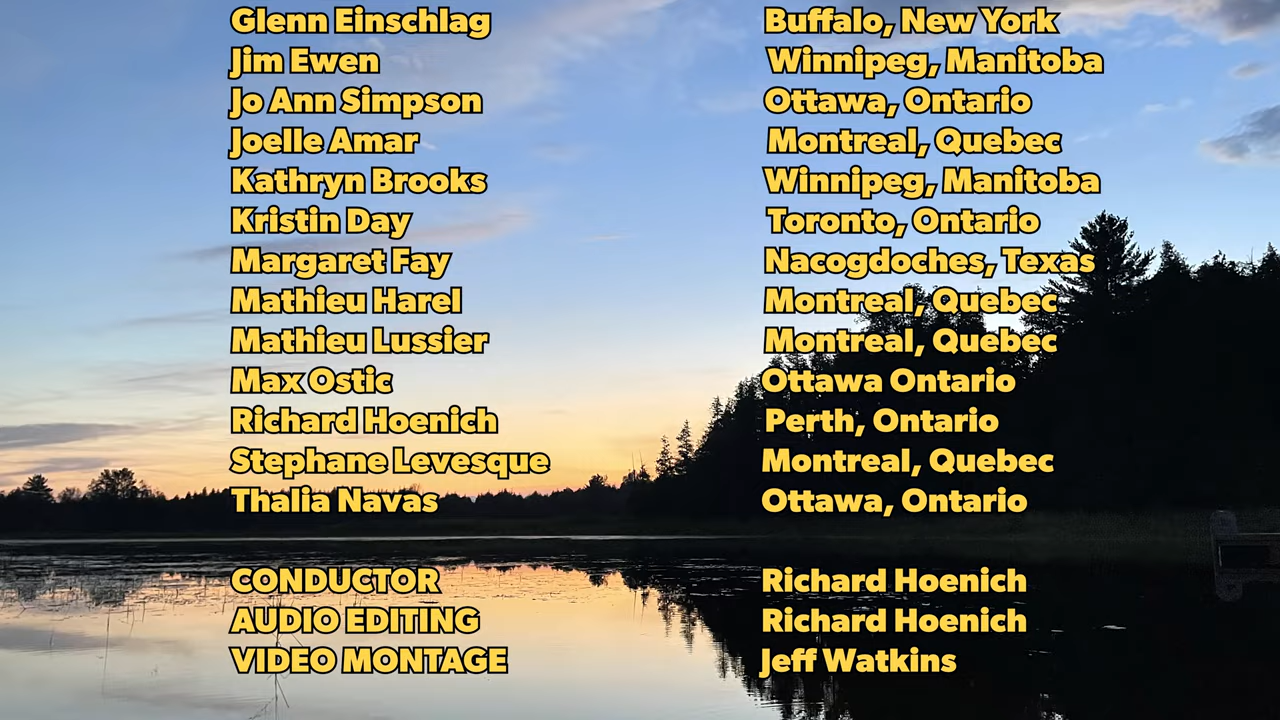 Glenn Einschlag Buffalo, New York
Jim Ewen Winnipeg, Manitoba
Jo Ann Simpson Ottawa, Ontario
Joelle Amar Montreal, Quebec
Kathryn Brooks Winnipeg, Manitoba
Kristin Day Toronto, Ontario
Margaret Fay Nacogdoches, Texas
Mathieu Harel Montreal, Quebec
Mathieu Lussier Montreal, Quebec
Max Ostic Ottawa Ontario
Richard Hoenich Perth, Ontario
Stephane Levesque Montreal, Quebec
Thalia Navas Ottawa, Ontario
CONDUCTOR Richard Hoenich
AUDIO EDITING Richard Hoenich
VIDEO MONTAGE Jeff Watkins